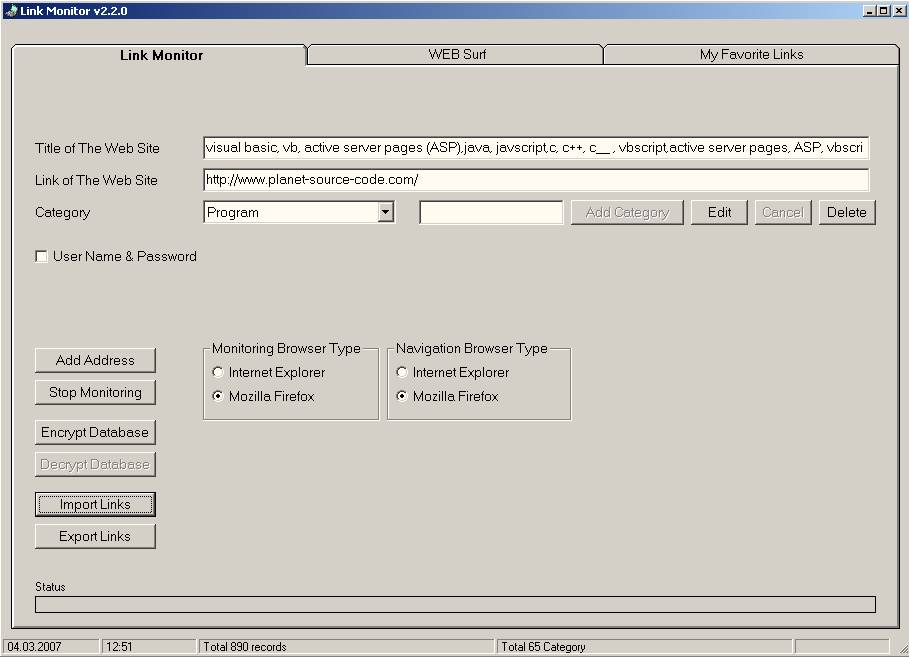 Link Monitor v2.2.0
Link Monitor WEB Surf My Favorite Links
Title of The Web Site visual basic, vb, active server pages (ASP),java, javscript,c, c++, c__ , vbscript,active server pages, ASP, vbscri
Link of The Web Site http://www.planet-source-code.com/
Category Program Add Category Edit Cancel Delete
User Name & Password
Monitoring Browser Type Navigation Browser Type
Add Address Internet Explorer Internet Explorer
Stop Monitoring Mozilla Firefox Mozilla Firefox
Encrypt Database
Decrypt Database
Import Links
Export Links
Status
04.03.2007 12:51 Total 890 records Total 65 Category